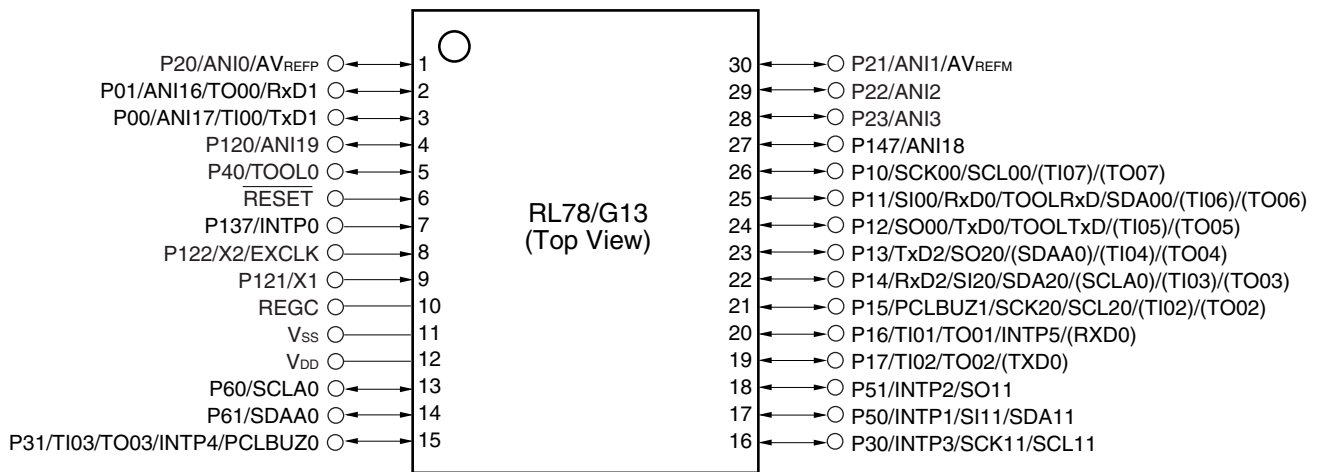 P20/ANI0/AVREFP 1
P01/ANI16/TO00/RxD1 2
P00/ANI17/TI00/TxD1 3
P120/ANI19 4
P40/TOOL0 5
RESET 6
P137/INTP0 7
P122/X2/EXCLK 8
P121/X1 9
REGC 10
VSS 11
VDD 12
P60/SCLA0 13
P61/SDAA0 14
P31/TI03/TO03/INTP4/PCLBUZ0 15
RL78/G13
(Top View)
30 P21/ANI1/AVREFM
29 P22/ANI2
28 P23/ANI3
27 P147/ANI18
26 P10/SCK00/SCL00/(TI07)/(TO07)
25 P11/SI00/RxD0/TOOLRxD/SDA00/(TI06)/(TO06)
24 P12/SO00/TxD0/TOOLTxD/(TI05)/(TO05)
23 P13/TxD2/SO20/(SDAA0)/(TI04)/(TO04)
22 P14/RxD2/SI20/SDA20/(SCLA0)/(TI03)/(TO03)
21 P15/PCLBUZ1/SCK20/SCL20/(TI02)/(TO02)
20 P16/TI01/TO01/INTP5/(RXD0)
19 P17/TI02/TO02/(TXD0)
18 P51/INTP2/SO11
17 P50/INTP1/SI11/SDA11
16 P30/INTP3/SCK11/SCL11